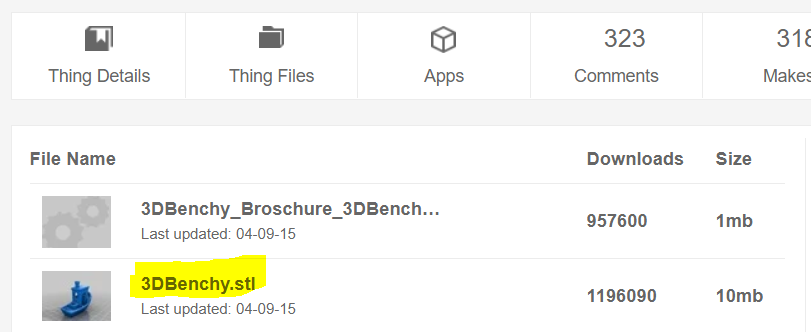 323
318
Thing Details
Thing Files
Apps
Comments
Makes
File Name
Downloads
Size
3DBenchy_Broschure_3DBench…
957600
1mb
Last updated: 04-09-15
3DBenchy.stl
1196090
10mb
Last updated: 04-09-15